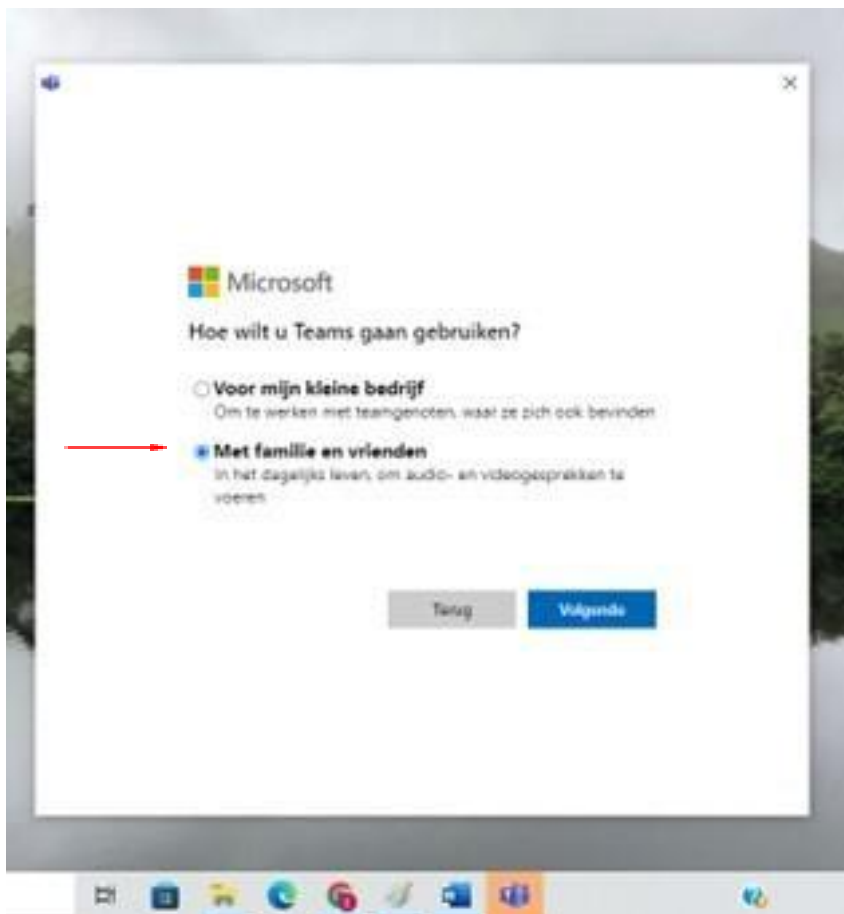 Microsoft
Hoe wilt u Teams gaan gebruiken?
Voor mijn kleine bedrijf
Om te werken met teamgenoten, waar ze zich ook bevinden
Met familie en vrienden
In het dagelijks leven, om audio- en videogesprekken te
voeren
Terug
Volgende